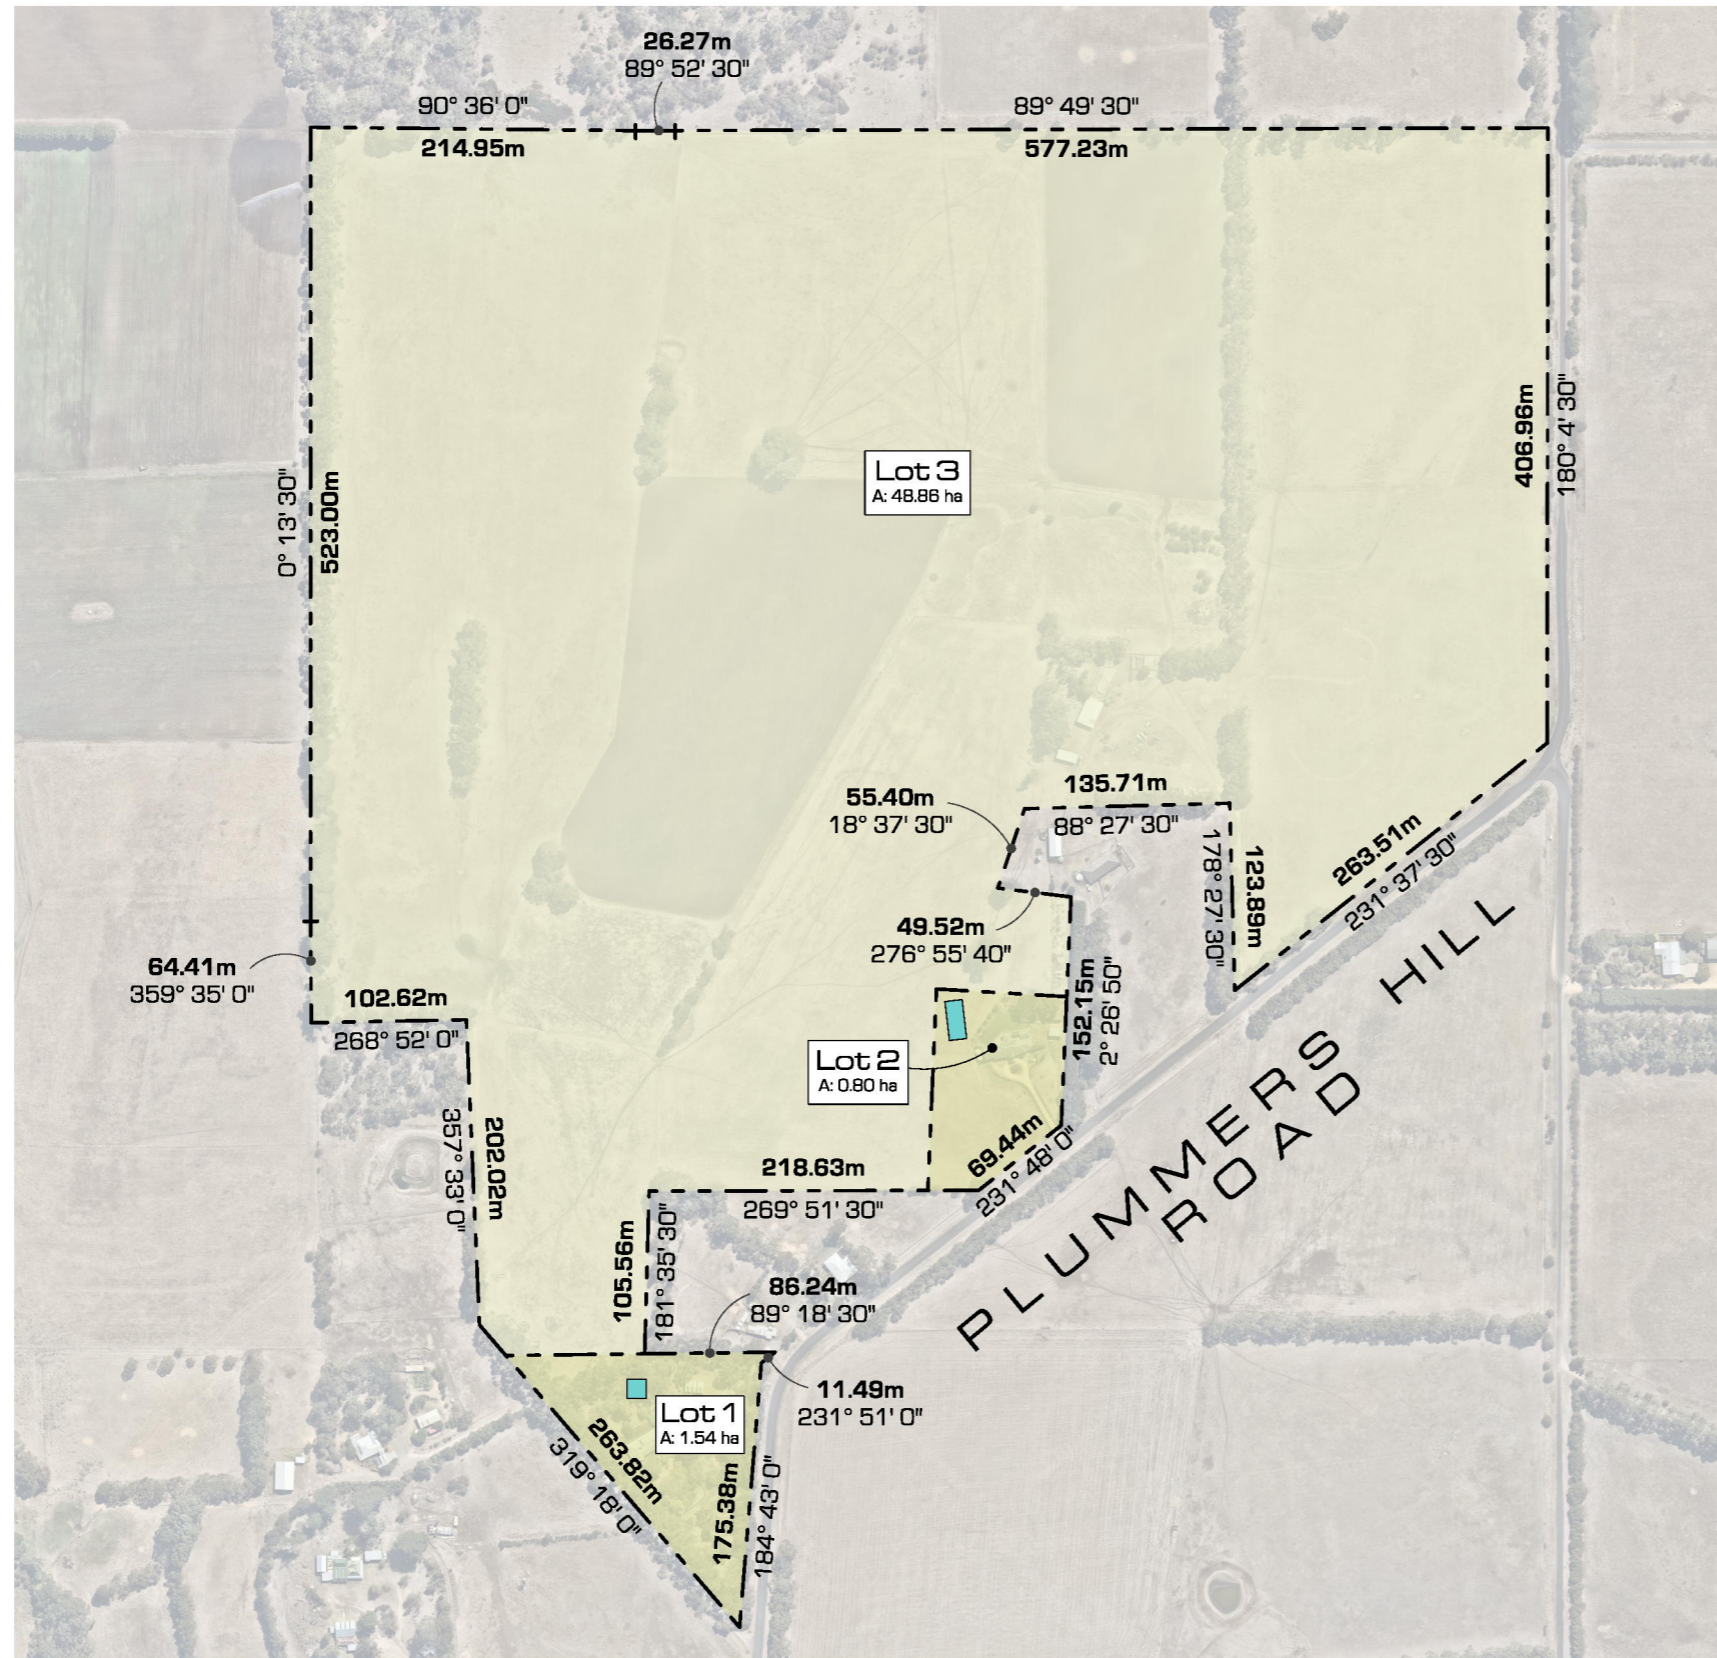 26.27m
89° 52' 30"
90° 36' 0"
214.95m
89° 49' 30"
577.23m
406.96m
180° 4' 30"
0° 13' 30"
523.00m
Lot 3
A: 48.86 ha
55.40m
18° 37' 30"
135.71m
88° 27' 30"
178° 27' 30"
123.89m
263.51m
231° 37' 30"
49.52m
276° 55' 40"
64.41m
359° 35' 0"
102.62m
268° 52' 0"
152.15m
2° 26' 50"
Lot 2
A: 0.80 ha
357° 33' 0"
202.02m
69.44m
231° 48' 0"
218.63m
269° 51' 30"
105.56m
181° 35' 30"
86.24m
89° 18' 30"
PLUMMERS HILL
ROAD
11.49m
231° 51' 0"
Lot 1
A: 1.54 ha
263.82m
319° 18' 0"
175.38m
184° 43' 0"